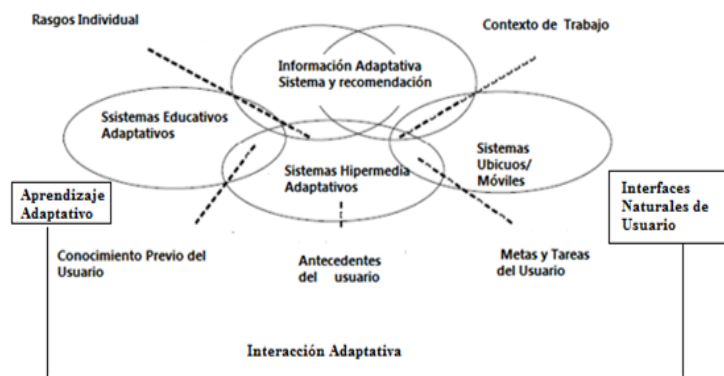 Rasgos Individual
Contexto de Trabajo
Información Adaptativa
Sistema y recomendación
Ssistemas Educativos
Adaptativos
Sistemas Hipermedia
Adaptativos
Sistemas
Ubicuos/
Móviles
Aprendizaje
Adaptativo
Interfaces
Naturales de
Usuario
Conocimiento Previo del
Usuario
Antecedentes
del usuario
Metas y Tareas
del Usuario
Interacción Adaptativa